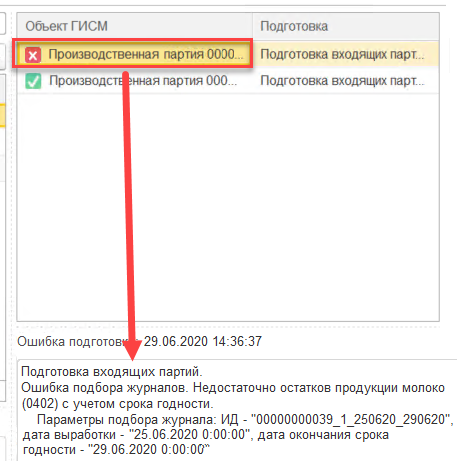 Объект ГИСМ Подготовка
Производственная партия 0000... Подготовка входящих парт...
Производственная партия 000... Подготовка входящих парт...
29.06.2020 14:36:37
Подготовка входящих партий.
Ошибка подбора журналов. Недостаточно остатков продукции молоко
(0402) с учетом срока годности.
Параметры подбора журнала: ИД - "00000000039_1_250620_290620",
дата выработки - "25.06.2020 0:00:00", дата окончания срока
годности - "29.06.2020 0:00:00"